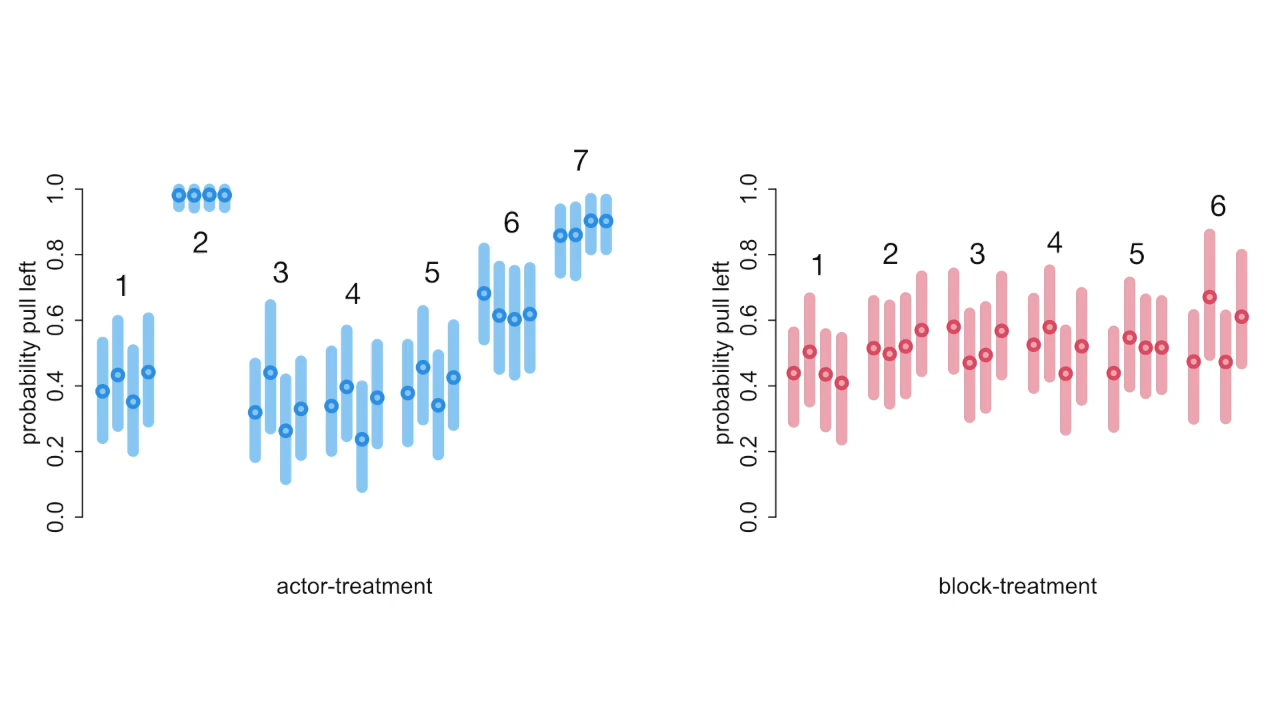 probability pull left
0.0 0.2 0.4 0.6 0.8 1.0
1
2
3
4
5
6
7
actor-treatment
probability pull left
0.0 0.2 0.4 0.6 0.8 1.0
1
2
3
4
5
6
block-treatment